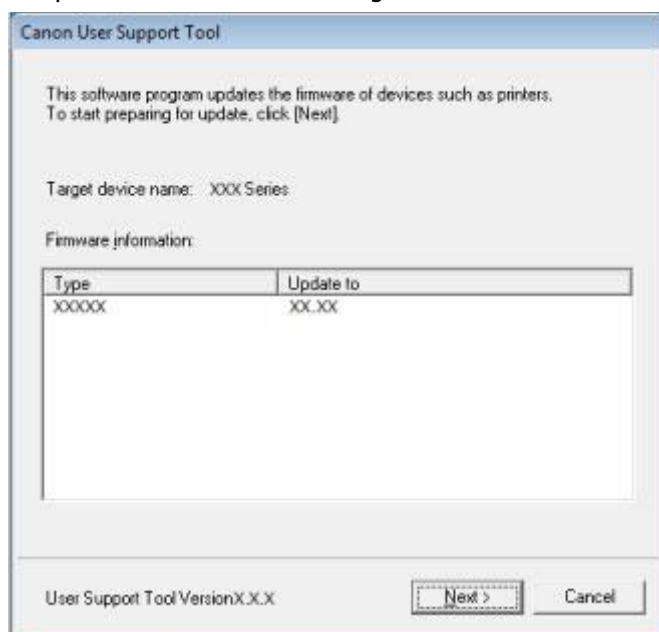 Canon User Support Tool
This software program updates the firmware of devices such as printers.
To start preparing for update, click [Next].
Target device name: XXX Series
Firmware information:
Type Update to
XXXXX XX.XX
User Support Tool VersionX.X.X Next > Cancel